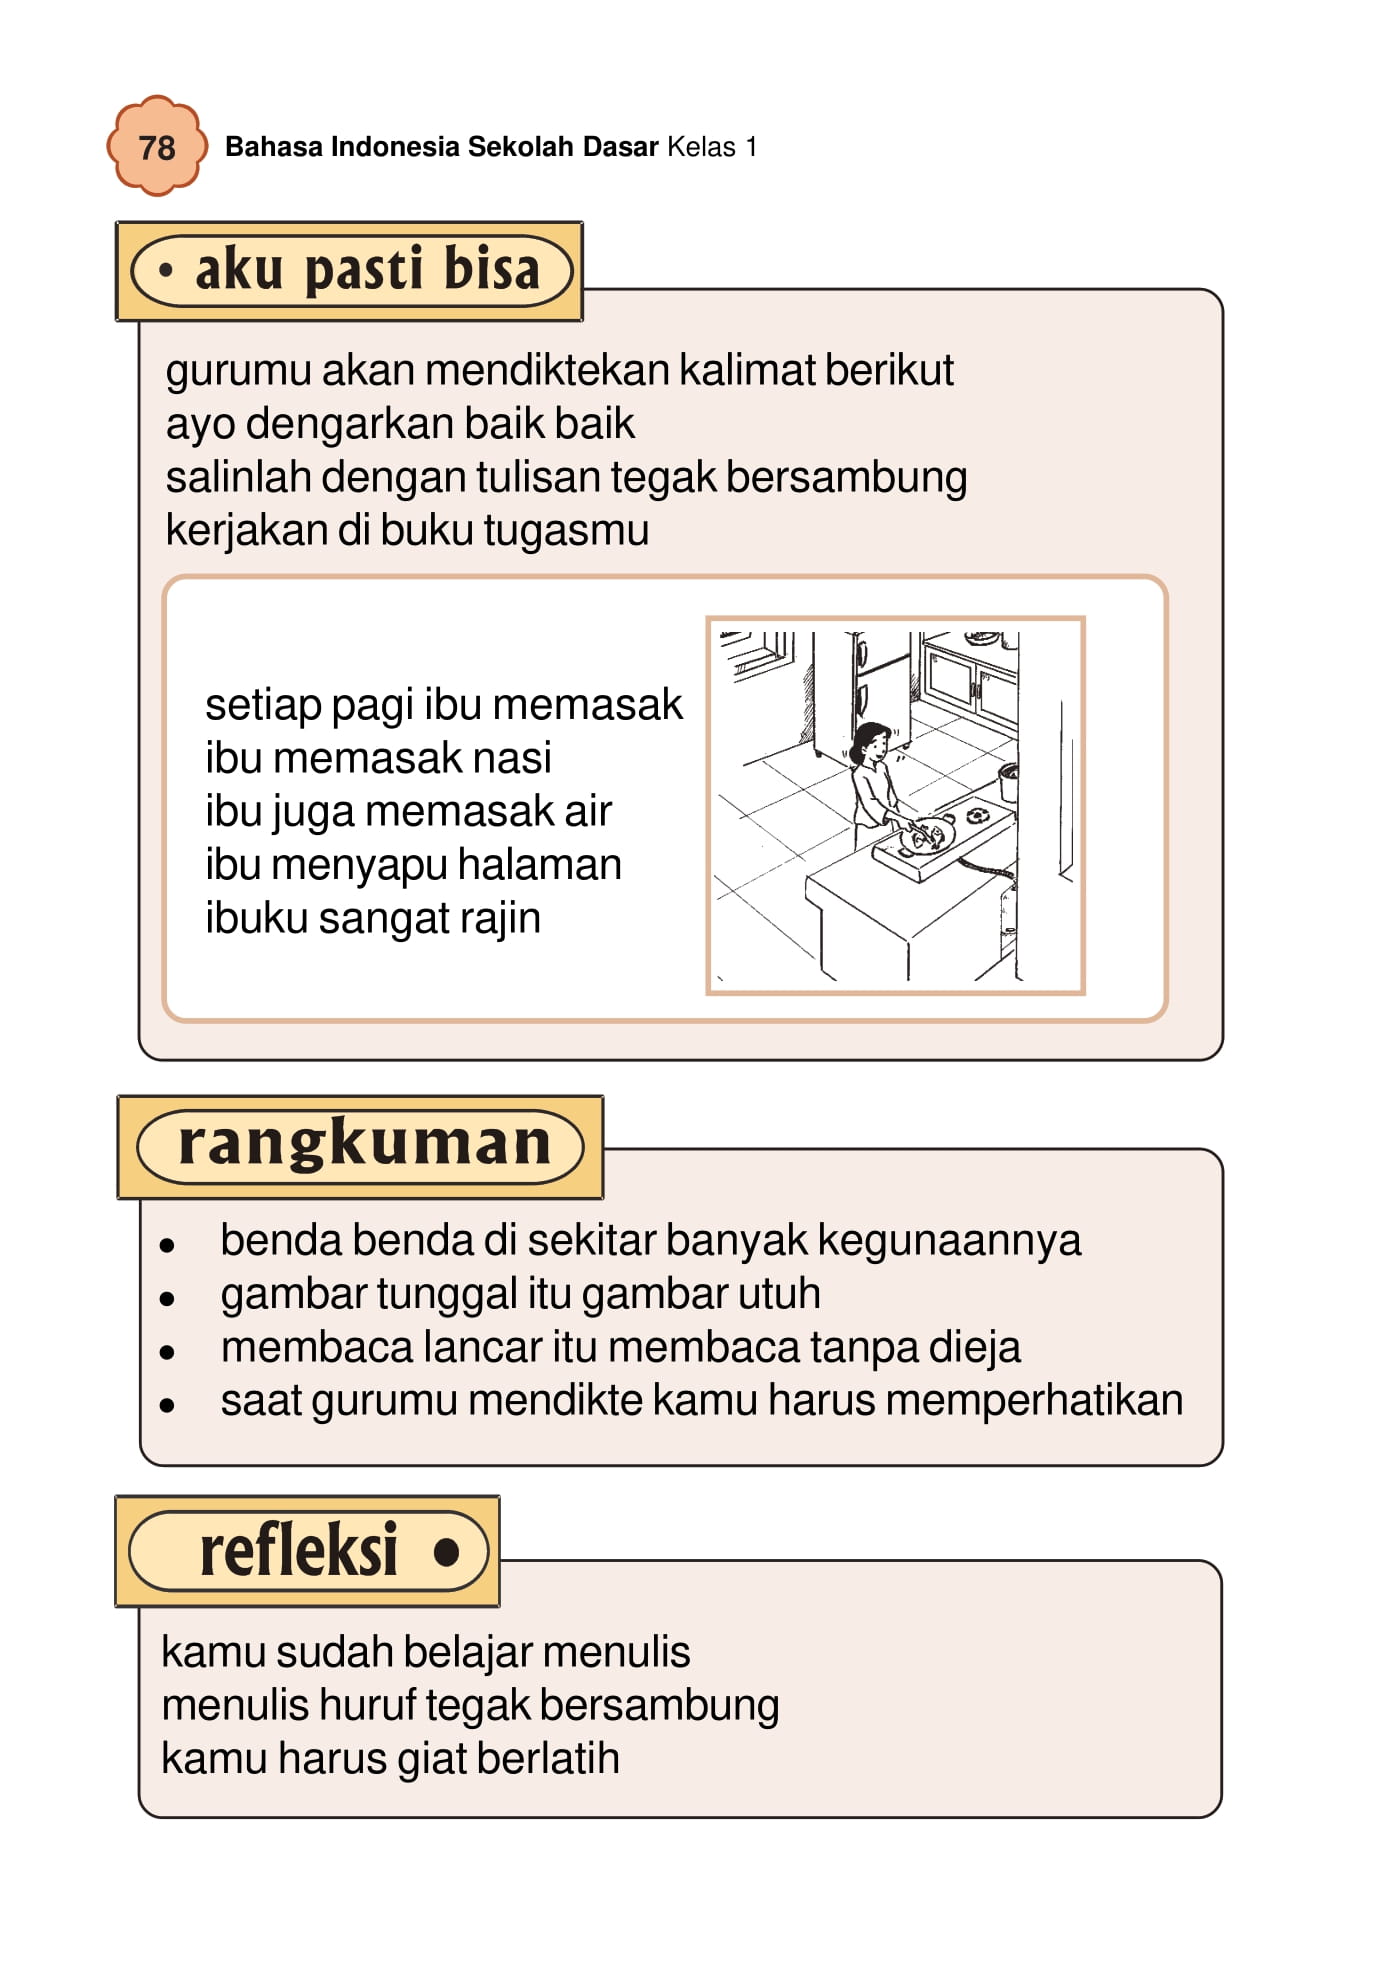 78
Bahasa Indonesia Sekolah Dasar Kelas 1
• aku pasti bisa
gurumu akan mendiktekan kalimat berikut
ayo dengarkan baik baik
salinlah dengan tulisan tegak bersambung
kerjakan di buku tugasmu
setiap pagi ibu memasak
ibu memasak nasi
ibu juga memasak air
ibu menyapu halaman
ibuku sangat rajin
rangkuman
• benda benda di sekitar banyak kegunaannya
• gambar tunggal itu gambar utuh
• membaca lancar itu membaca tanpa dieja
• saat gurumu mendikte kamu harus memperhatikan
refleksi •
kamu sudah belajar menulis
menulis huruf tegak bersambung
kamu harus giat berlatih